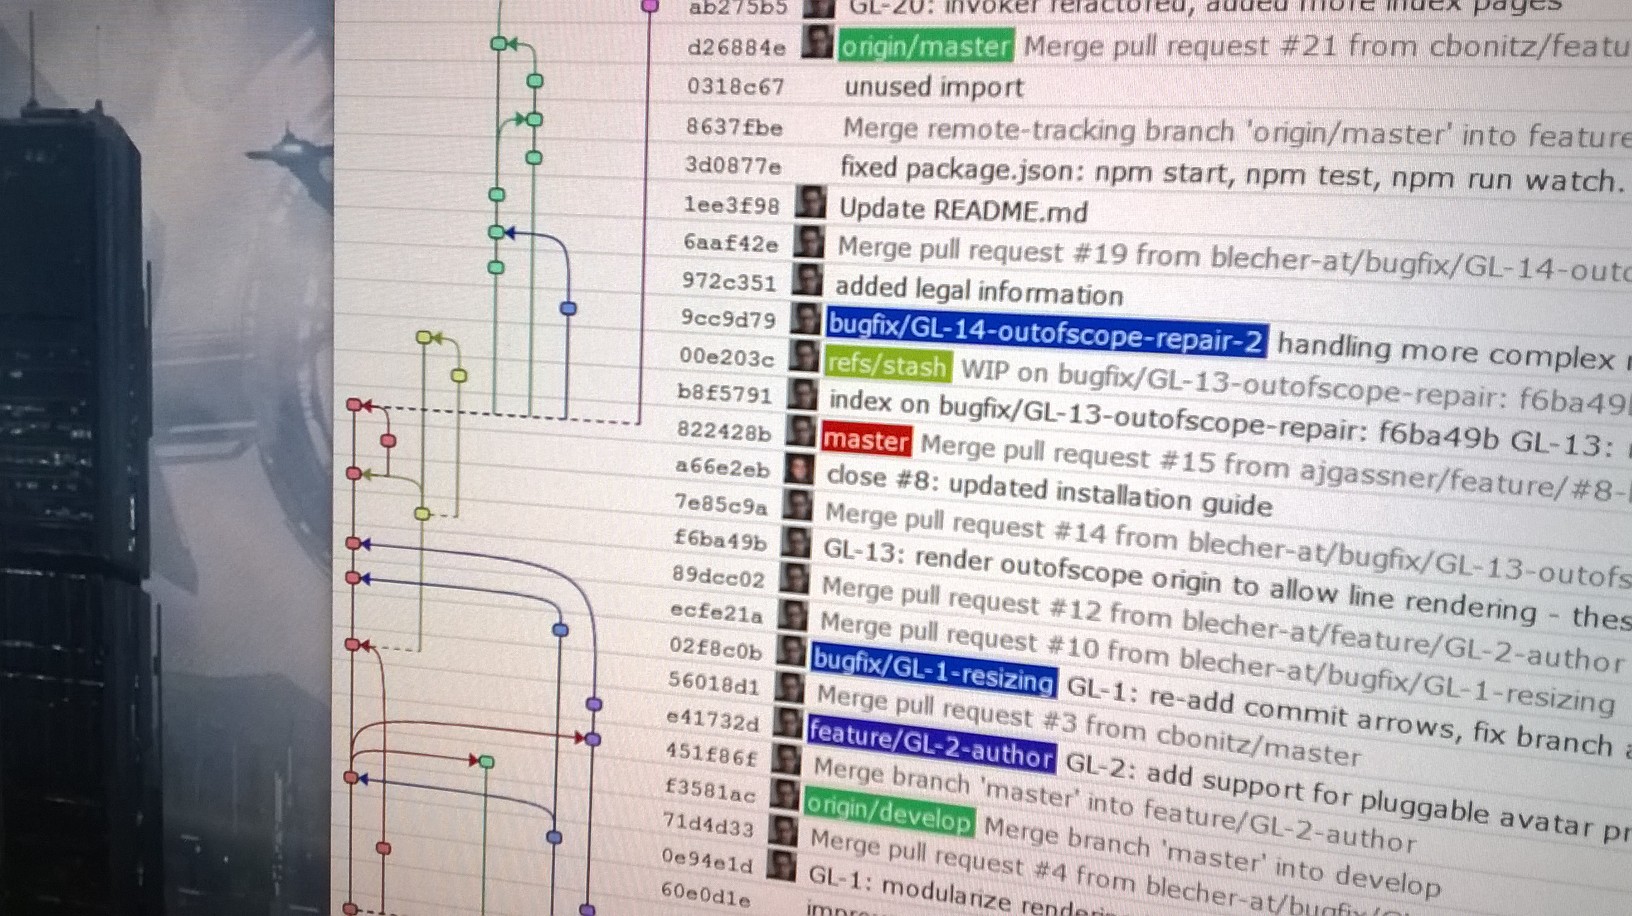 ab275b5 GL-20: invoker refactored, added more index pages
d26884e origin/master Merge pull request #21 from cbonitz/featu
0318c67 unused import
8637fbe Merge remote-tracking branch 'origin/master' into feature
3d0877e fixed package.json: npm start, npm test, npm run watch.
1ee3f98 Update README.md
6aaf42e Merge pull request #19 from blecher-at/bugfix/GL-14-outo
972c351 added legal information
9cc9d79 bugfix/GL-14-outofscope-repair-2 handling more complex
00e203c refs/stash WIP on bugfix/GL-13-outofscope-repair: f6ba49
b8f5791 index on bugfix/GL-13-outofscope-repair: f6ba49b GL-13:
822428b master Merge pull request #15 from ajgassner/feature/#8-
a66e2eb close #8: updated installation guide
7e85c9a Merge pull request #14 from blecher-at/bugfix/GL-13-outofs
f6ba49b GL-13: render outofscope origin to allow line rendering - thes
89dcc02 Merge pull request #12 from blecher-at/feature/GL-2-author
ecfe21a Merge pull request #10 from blecher-at/bugfix/GL-1-resizing
02f8c0b bugfix/GL-1-resizing GL-1: re-add commit arrows, fix branch a
56018d1 Merge pull request #3 from cbonitz/master
e41732d feature/GL-2-author GL-2: add support for pluggable avatar pr
451f86f Merge branch 'master' into feature/GL-2-author
f3581ac origin/develop Merge branch 'master' into develop
71d4d33 Merge pull request #4 from blecher-at/bugfix/G
0e94e1d GL-1: modularize renderi
60e0d1e